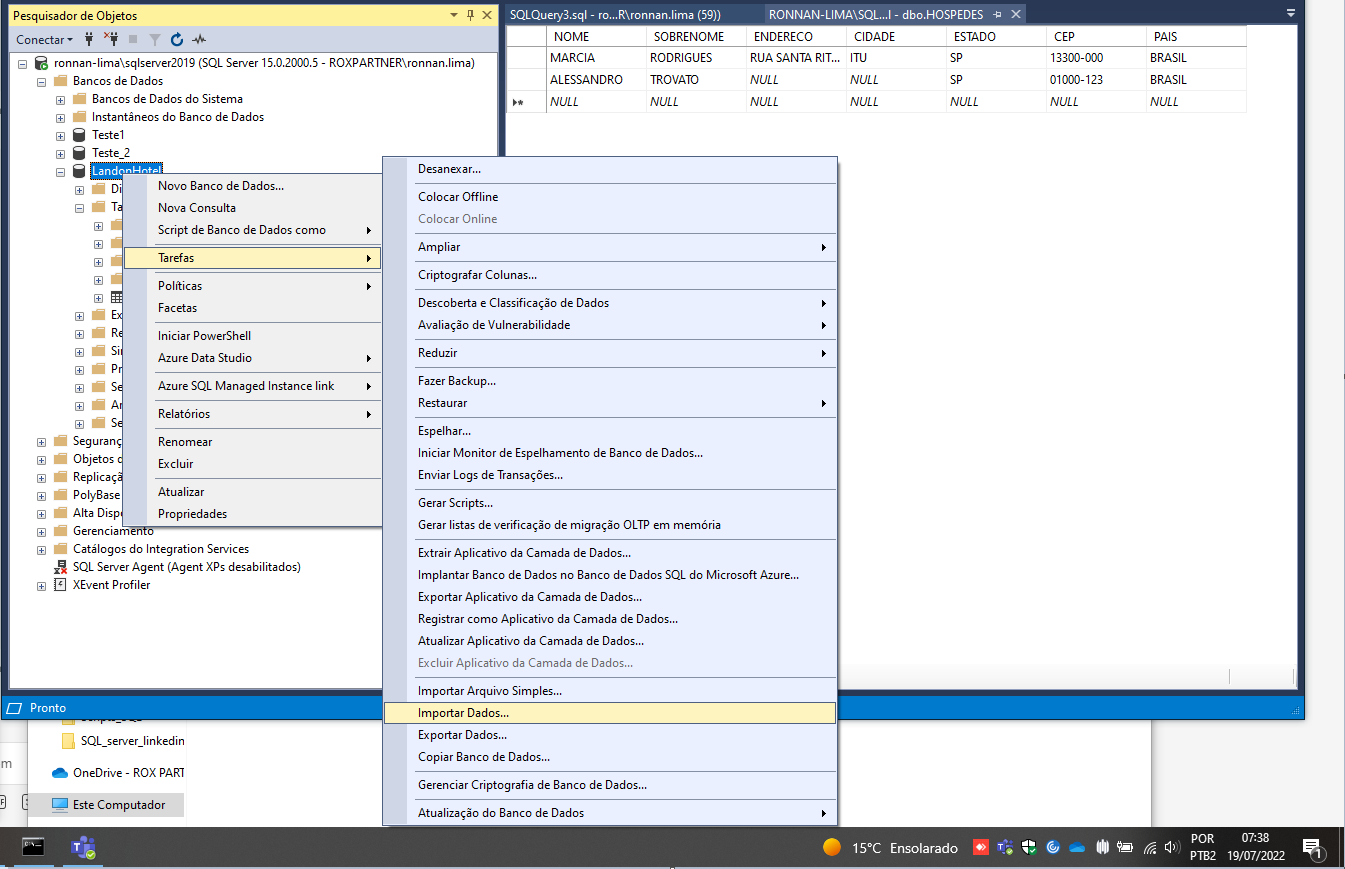 Pesquisador de Objetos
Conectar
ronnan-lima\sqlserver2019 (SQL Server 15.0.2000.5 - ROXPARTNER\ronnan.lima)
Bancos de Dados
Bancos de Dados do Sistema
Instantâneos do Banco de Dados
Teste1
Teste_2
LandonHotel
Di
Ta
Ex
Re
Si
Pr
Se
Ar
Se
Seguranç
Objetos d
Replicaçã
PolyBase
Alta Disp
Gerenciamento
Catálogos do Integration Services
SQL Server Agent (Agent XPs desabilitados)
XEvent Profiler
Novo Banco de Dados...
Nova Consulta
Script de Banco de Dados como
Tarefas
Políticas
Facetas
Iniciar PowerShell
Azure Data Studio
Azure SQL Managed Instance link
Relatórios
Renomear
Excluir
Atualizar
Propriedades
Desanexar...
Colocar Offline
Colocar Online
Ampliar
Criptografar Colunas...
Descoberta e Classificação de Dados
Avaliação de Vulnerabilidade
Reduzir
Fazer Backup...
Restaurar
Espelhar...
Iniciar Monitor de Espelhamento de Banco de Dados...
Enviar Logs de Transações...
Gerar Scripts...
Gerar listas de verificação de migração OLTP em memória
Extrair Aplicativo da Camada de Dados...
Implantar Banco de Dados no Banco de Dados SQL do Microsoft Azure...
Exportar Aplicativo da Camada de Dados...
Registrar como Aplicativo da Camada de Dados...
Atualizar Aplicativo da Camada de Dados...
Excluir Aplicativo da Camada de Dados...
Importar Arquivo Simples...
Importar Dados...
Exportar Dados...
Copiar Banco de Dados...
Gerenciar Criptografia de Banco de Dados...
Atualização do Banco de Dados
SQLQuery3.sql - ro...R\ronnan.lima (59))
RONNAN-LIMA\SQL...l - dbo.HOSPEDES
NOME SOBRENOME ENDERECO CIDADE ESTADO CEP PAIS
MARCIA RODRIGUES RUA SANTA RIT... ITU SP 13300-000 BRASIL
ALESSANDRO TROVATO NULL NULL SP 01000-123 BRASIL
NULL NULL NULL NULL NULL NULL NULL
Pronto
SQL_server_linkedin
OneDrive - ROX PART
Este Computador
m
15°C Ensolarado
POR
PTB2
07:38
19/07/2022
1